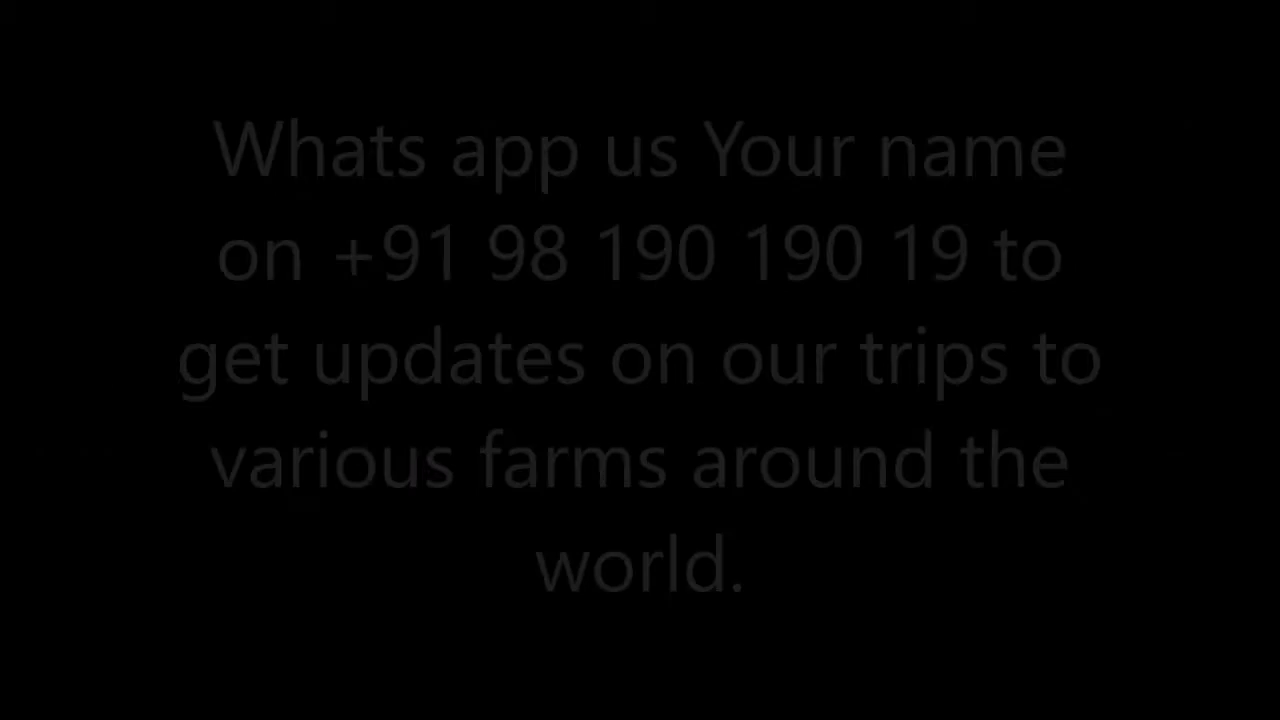 Whats app us Your name
on +91 98 190 190 19 to
get updates on our trips to
various farms around the
world.